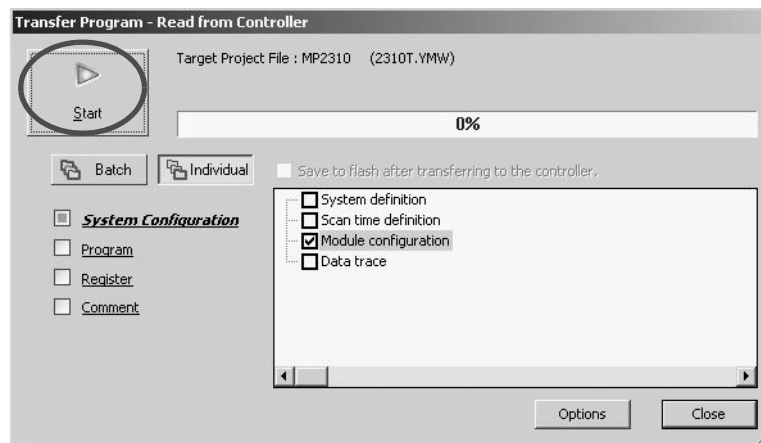 Transfer Program - Read from Controller
Target Project File : MP2310 (2310T.YMW)
Start
0%
Batch
Individual
Save to flash after transferring to the controller.
System Configuration
Program
Register
Comment
System definition
Scan time definition
Module configuration
Data trace
Options
Close